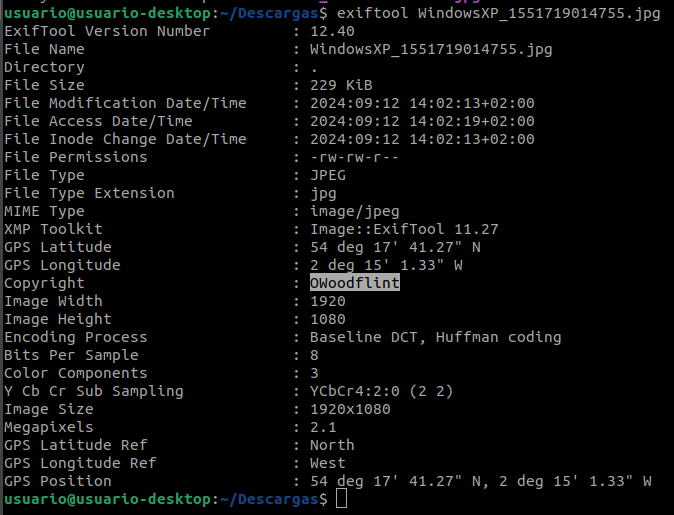 usuario@usuario-desktop:~/Descargas$ exiftool WindowsXP_1551719014755.jpg
ExifTool Version Number         : 12.40
File Name                       : WindowsXP_1551719014755.jpg
Directory                       : .
File Size                       : 229 KiB
File Modification Date/Time     : 2024:09:12 14:02:13+02:00
File Access Date/Time           : 2024:09:12 14:02:19+02:00
File Inode Change Date/Time     : 2024:09:12 14:02:13+02:00
File Permissions                : -rw-rw-r--
File Type                       : JPEG
File Type Extension             : jpg
MIME Type                       : image/jpeg
XMP Toolkit                     : Image::ExifTool 11.27
GPS Latitude                    : 54 deg 17' 41.27" N
GPS Longitude                   : 2 deg 15' 1.33" W
Copyright                       : OWoodflint
Image Width                     : 1920
Image Height                    : 1080
Encoding Process                : Baseline DCT, Huffman coding
Bits Per Sample                 : 8
Color Components                : 3
Y Cb Cr Sub Sampling            : YCbCr4:2:0 (2 2)
Image Size                      : 1920x1080
Megapixels                      : 2.1
GPS Latitude Ref                : North
GPS Longitude Ref               : West
GPS Position                    : 54 deg 17' 41.27" N, 2 deg 15' 1.33" W
usuario@usuario-desktop:~/Descargas$